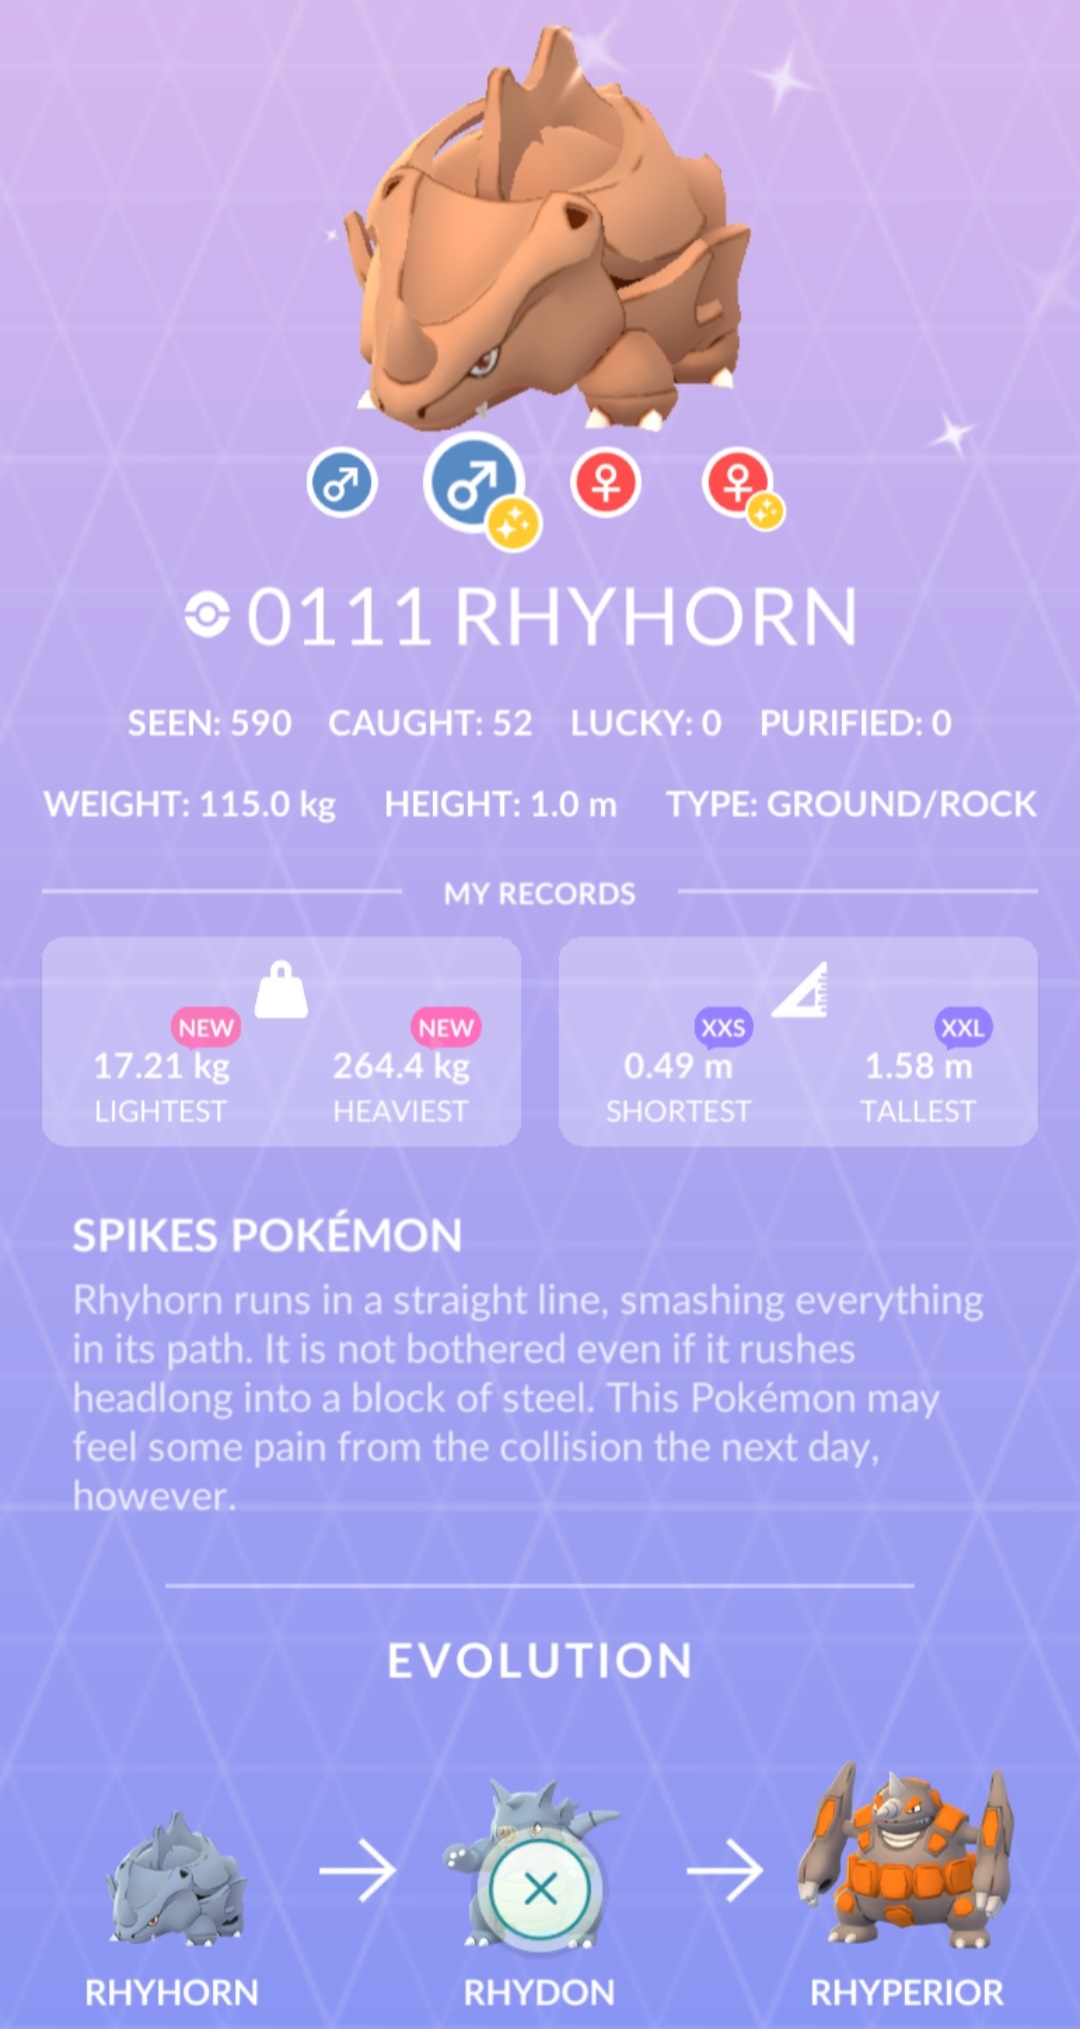 0111 RHYHORN
SEEN: 590 CAUGHT: 52 LUCKY: 0 PURIFIED: 0
WEIGHT: 115.0 kg HEIGHT: 1.0 m TYPE: GROUND/ROCK
MY RECORDS
NEW NEW XXS XXL
17.21 kg 264.4 kg 0.49 m 1.58 m
LIGHTEST HEAVIEST SHORTEST TALLEST
SPIKES POKÉMON
Rhyhorn runs in a straight line, smashing everything
in its path. It is not bothered even if it rushes
headlong into a block of steel. This Pokémon may
feel some pain from the collision the next day,
however.
EVOLUTION
RHYHORN RHYDON RHYPERIOR